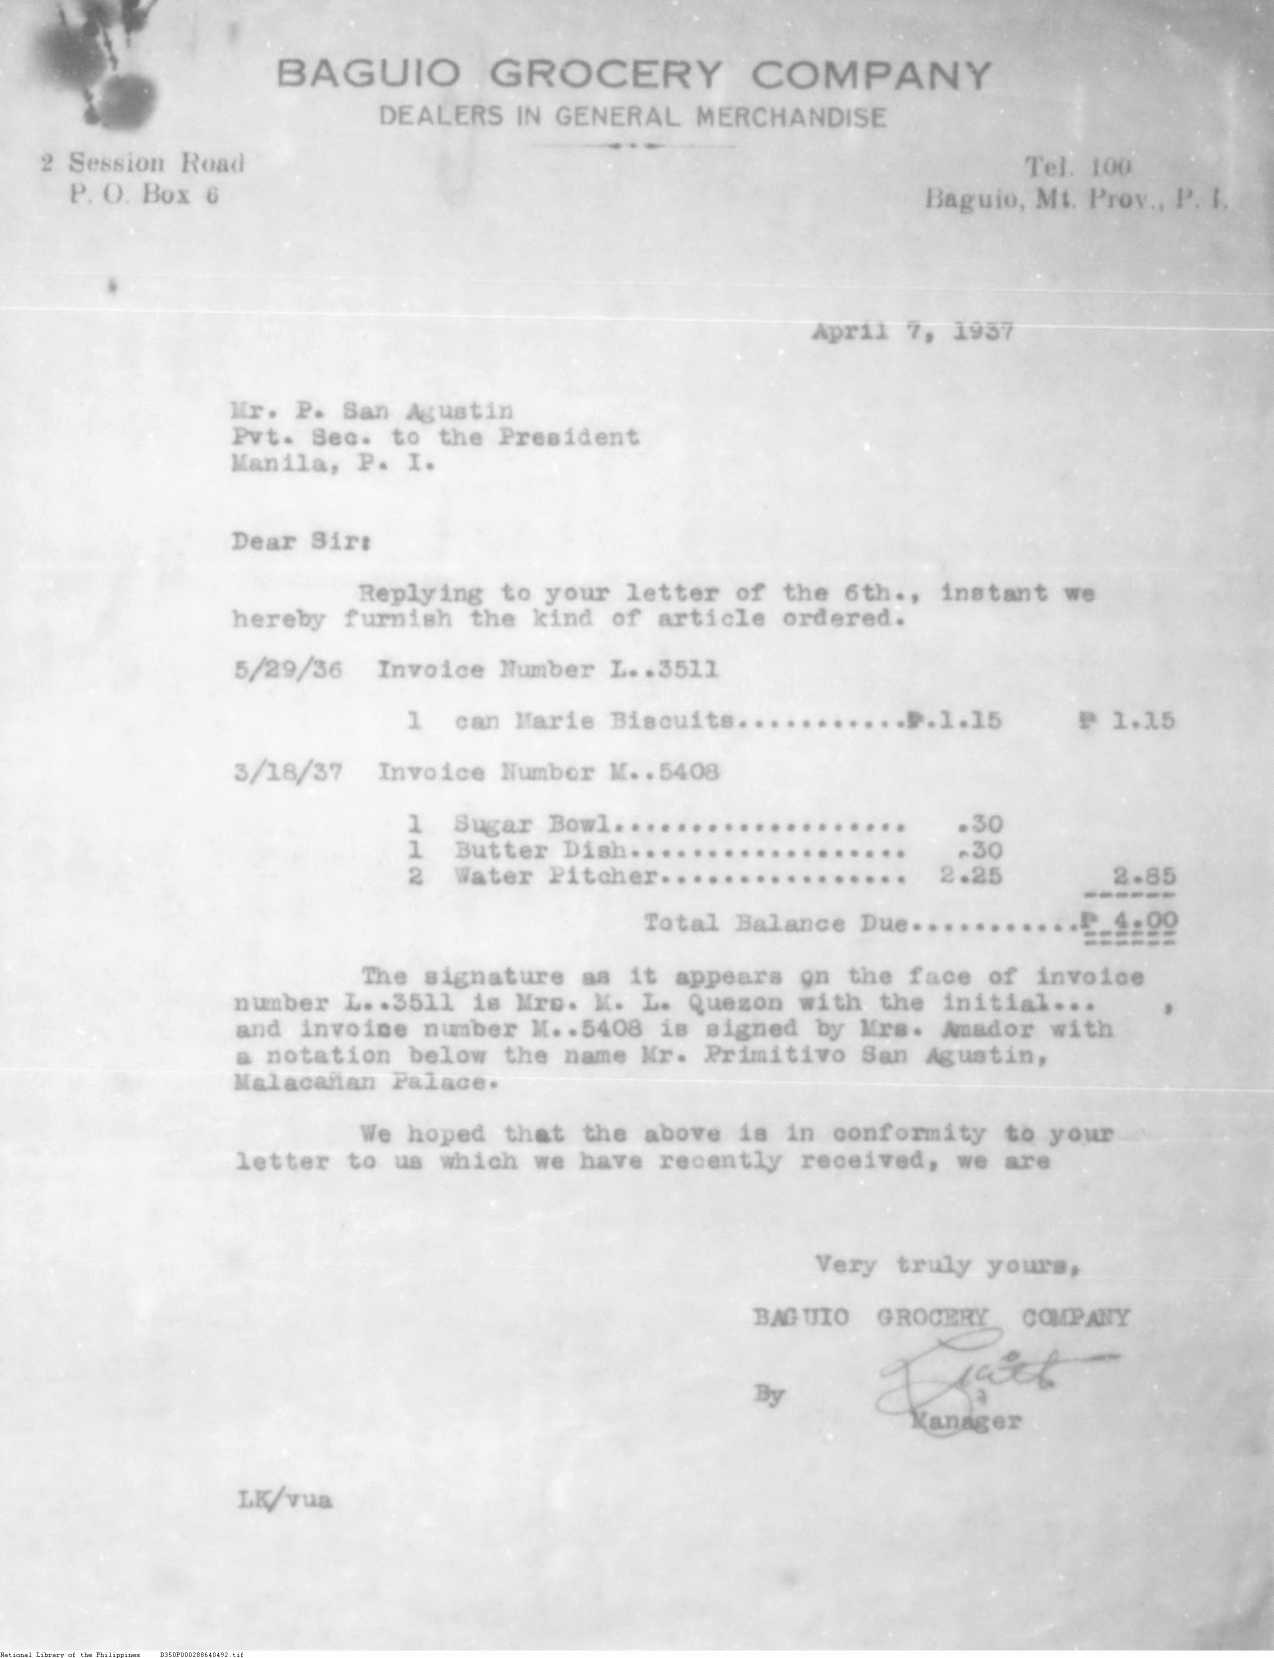 BAGUIO GROCERY COMPANY
DEALERS IN GENERAL MERCHANDISE
2 Session Road
P. O. Box 6
Tel. 100
Baguio, Mt. Prov., P. I.
April 7, 1937
Mr. P. San Agustin
Pvt. Sec. to the President
Manila, P. I.
Dear Sir:
Replying to your letter of the 6th., instant we
hereby furnish the kind of article ordered.
5/29/36 Invoice Number L..3511
1 can Marie Biscuits...........₱.1.15 ₱ 1.15
3/18/37 Invoice Number M..5408
1 Sugar Bowl................... .30
1 Butter Dish.................. .30
2 Water Pitcher................ 2.25 2.85
Total Balance Due...........₱ 4.00
The signature as it appears on the face of invoice
number L..3511 is Mrs. M. L. Quezon with the initial... ,
and invoice number M..5408 is signed by Mrs. Amador with
a notation below the name Mr. Primitivo San Agustin,
Malacañan Palace.
We hoped that the above is in conformity to your
letter to us which we have recently received, we are
Very truly yours,
BAGUIO GROCERY COMPANY
By
Manager
LK/vua
National Library of the Philippines D350P000288640492.tif